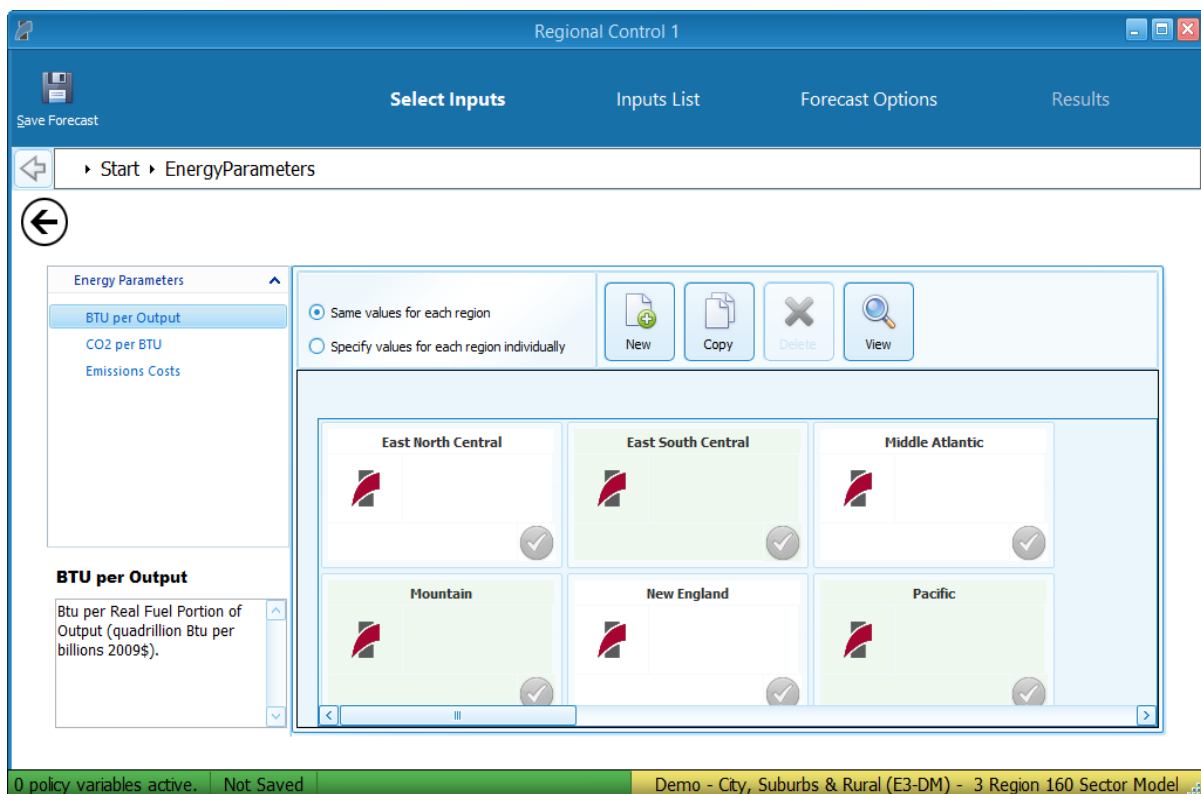 Regional Control 1
Save Forecast
Select Inputs
Inputs List
Forecast Options
Results
Start
EnergyParameters
Energy Parameters
BTU per Output
CO2 per BTU
Emissions Costs
Same values for each region
Specify values for each region individually
New
Copy
Delete
View
East North Central
East South Central
Middle Atlantic
Mountain
New England
Pacific
BTU per Output
Btu per Real Fuel Portion of
Output (quadrillion Btu per
billions 2009$).
0 policy variables active.
Not Saved
Demo - City, Suburbs & Rural (E3-DM) - 3 Region 160 Sector Model